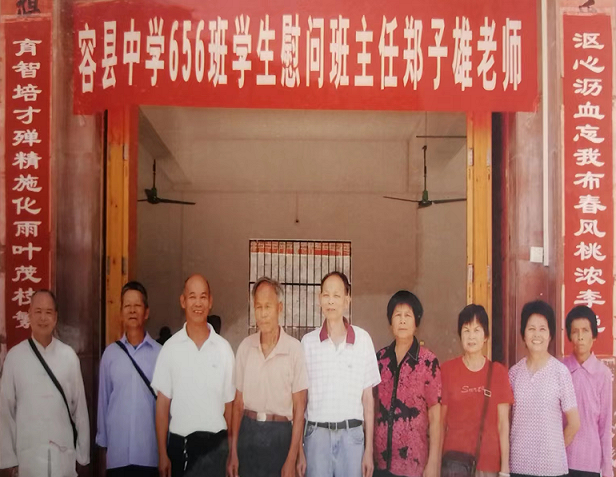 容县中学656班学生慰问班主任郑子雄老师
沤心沥血忘我布春风桃浓李
育智培才殚精施化雨叶茂枝繁